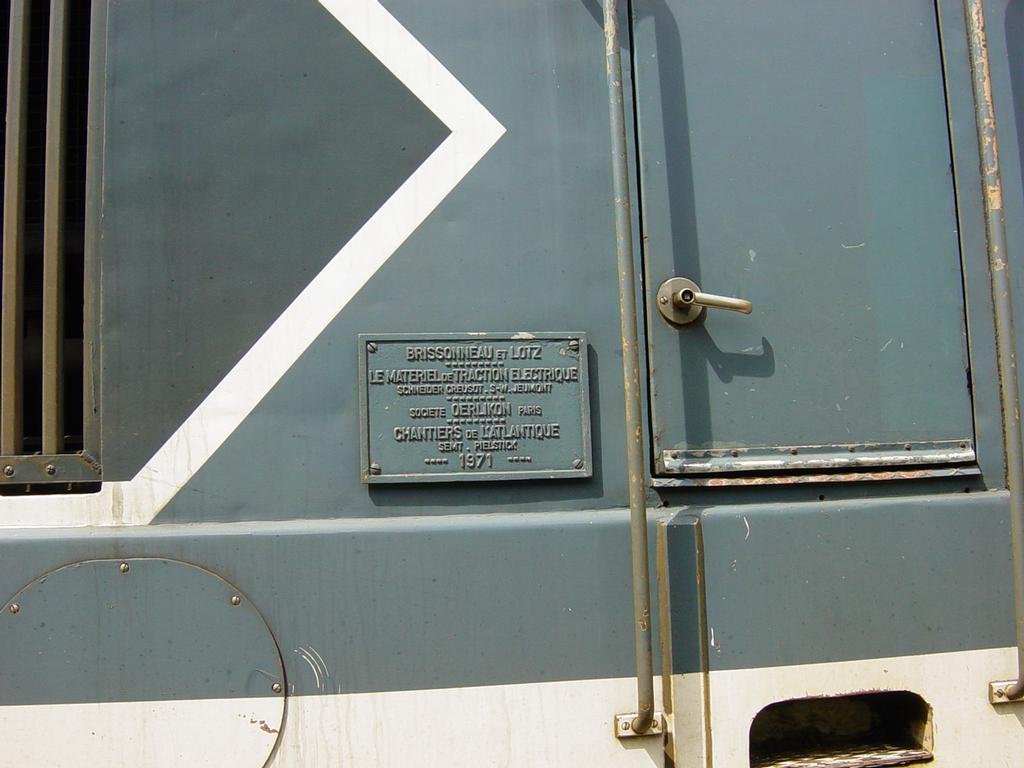 BRISSONNEAU ET LOTZ
LE MATERIEL DE TRACTION ELECTRIQUE
SCHNEIDER CREUSOT, S-W. JEUMONT
SOCIETE OERLIKON PARIS
CHANTIERS DE L'ATLANTIQUE
SEMT. PIELSTICK
1971